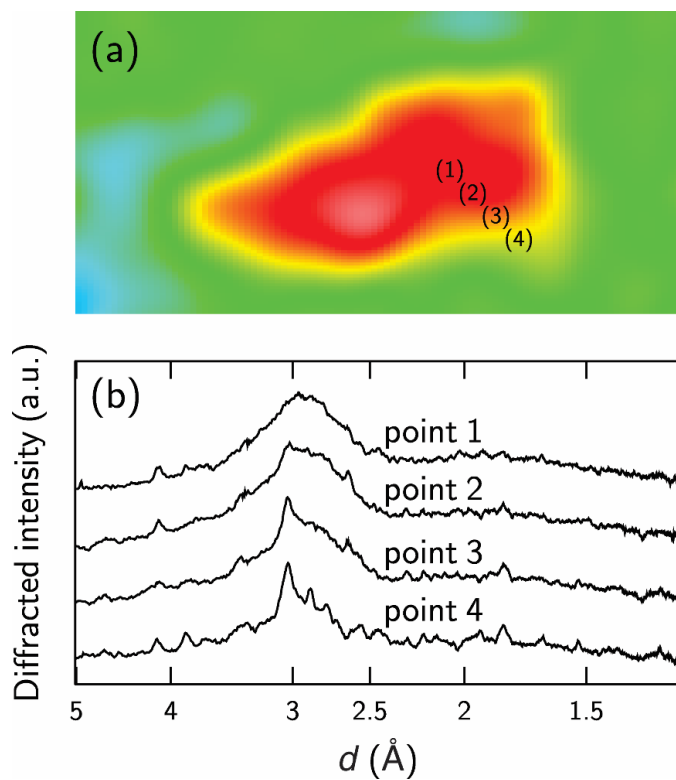 (a)
(1)
(2)
(3)
(4)
(b)
Diffracted intensity (a.u.)
point 1
point 2
point 3
point 4
5 4 3 2.5 2 1.5
d (Å)